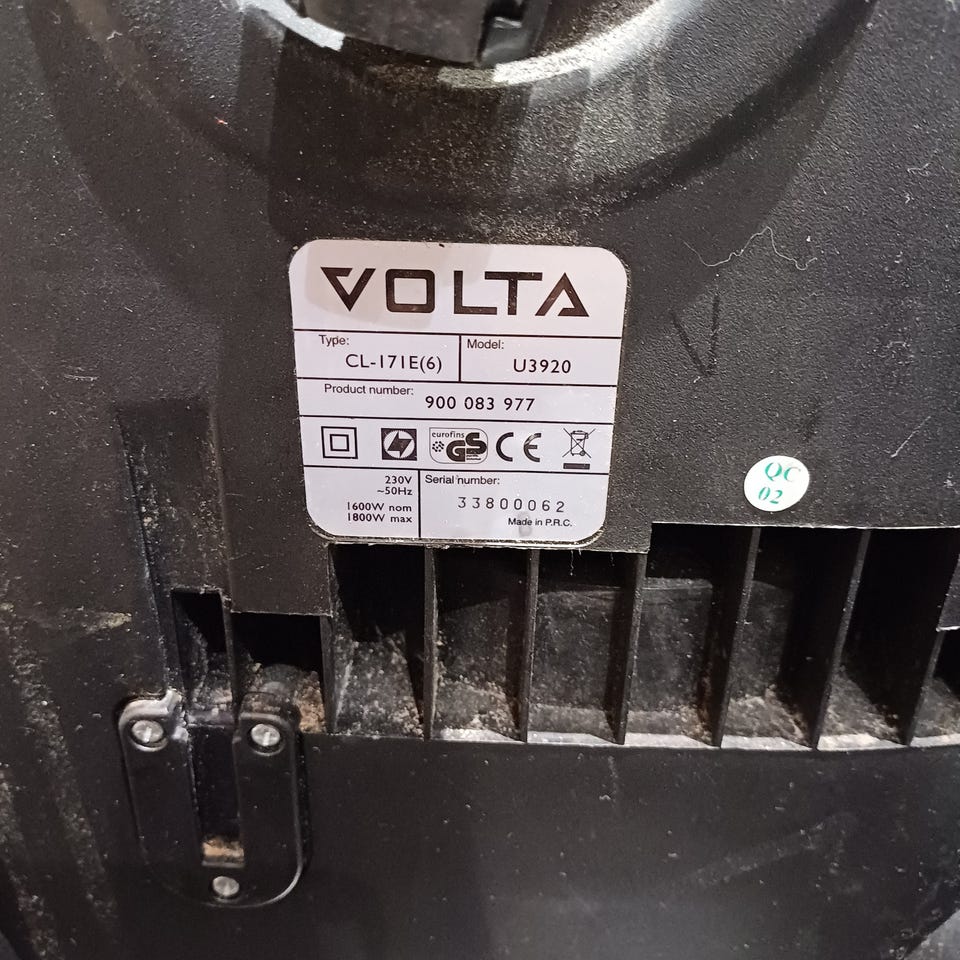 VOLTA
Type:
CL-171E(6)
Model:
U3920
Product number:
900 083 977
eurofins
GS
CE
230V
~50Hz
1600W nom
1800W max
Serial number:
33800062
Made in P.R.C.
QC
02